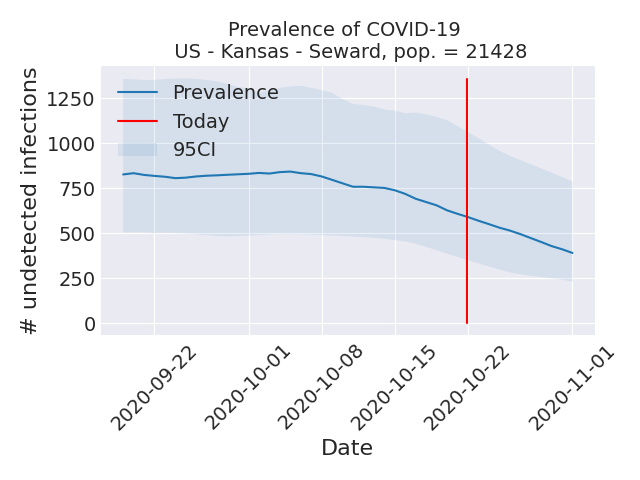 Prevalence of COVID-19
US - Kansas - Seward, pop. = 21428
# undetected infections
1250
1000
750
500
250
0
Prevalence
Today
95CI
2020-09-22
2020-10-01
2020-10-08
2020-10-15
2020-10-22
2020-11-01
Date